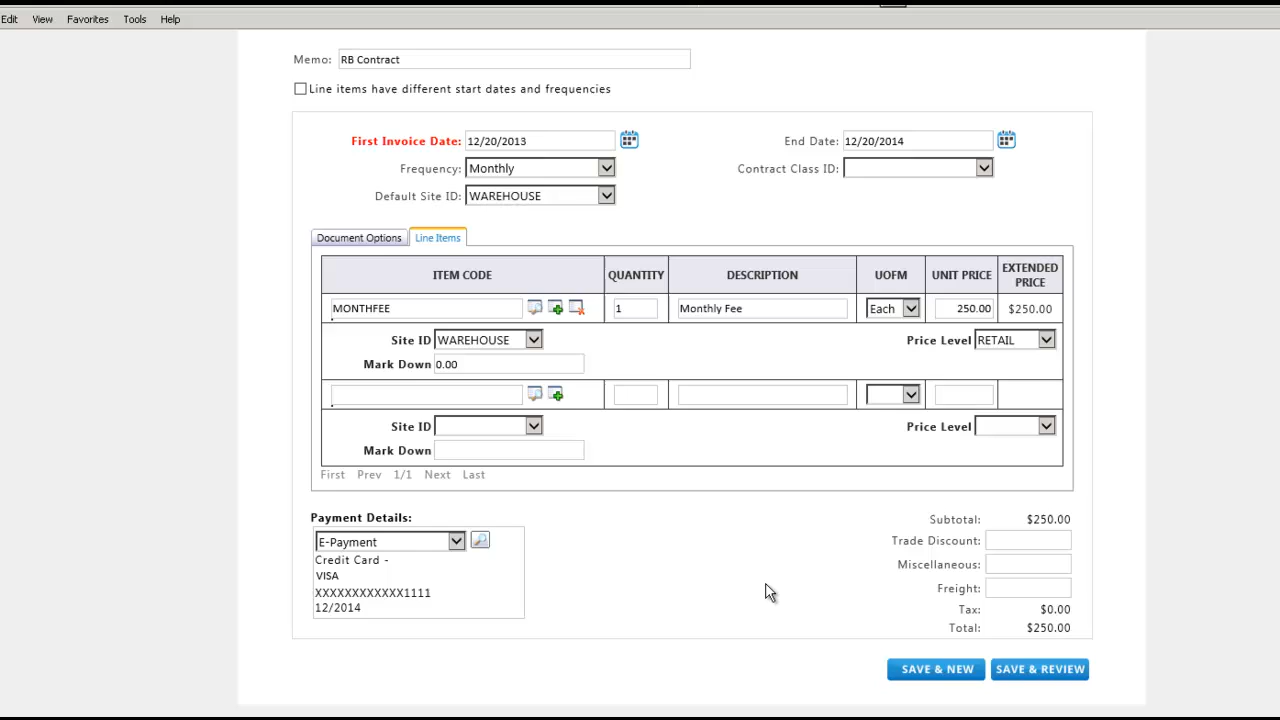 Edit View Favorites Tools Help
Memo: RB Contract
Line items have different start dates and frequencies
First Invoice Date: 12/20/2013 End Date: 12/20/2014
Frequency: Monthly Contract Class ID:
Default Site ID: WAREHOUSE
Document Options Line Items
ITEM CODE QUANTITY DESCRIPTION UOFM UNIT PRICE EXTENDED PRICE
MONTHFEE 1 Monthly Fee Each 250.00 $250.00
Site ID WAREHOUSE Price Level RETAIL
Mark Down 0.00
Site ID Price Level
Mark Down
First Prev 1/1 Next Last
Payment Details: Subtotal: $250.00
E-Payment Trade Discount:
Credit Card - Miscellaneous:
VISA
XXXXXXXXXXXX1111 Freight:
12/2014 Tax: $0.00
Total: $250.00
SAVE & NEW SAVE & REVIEW